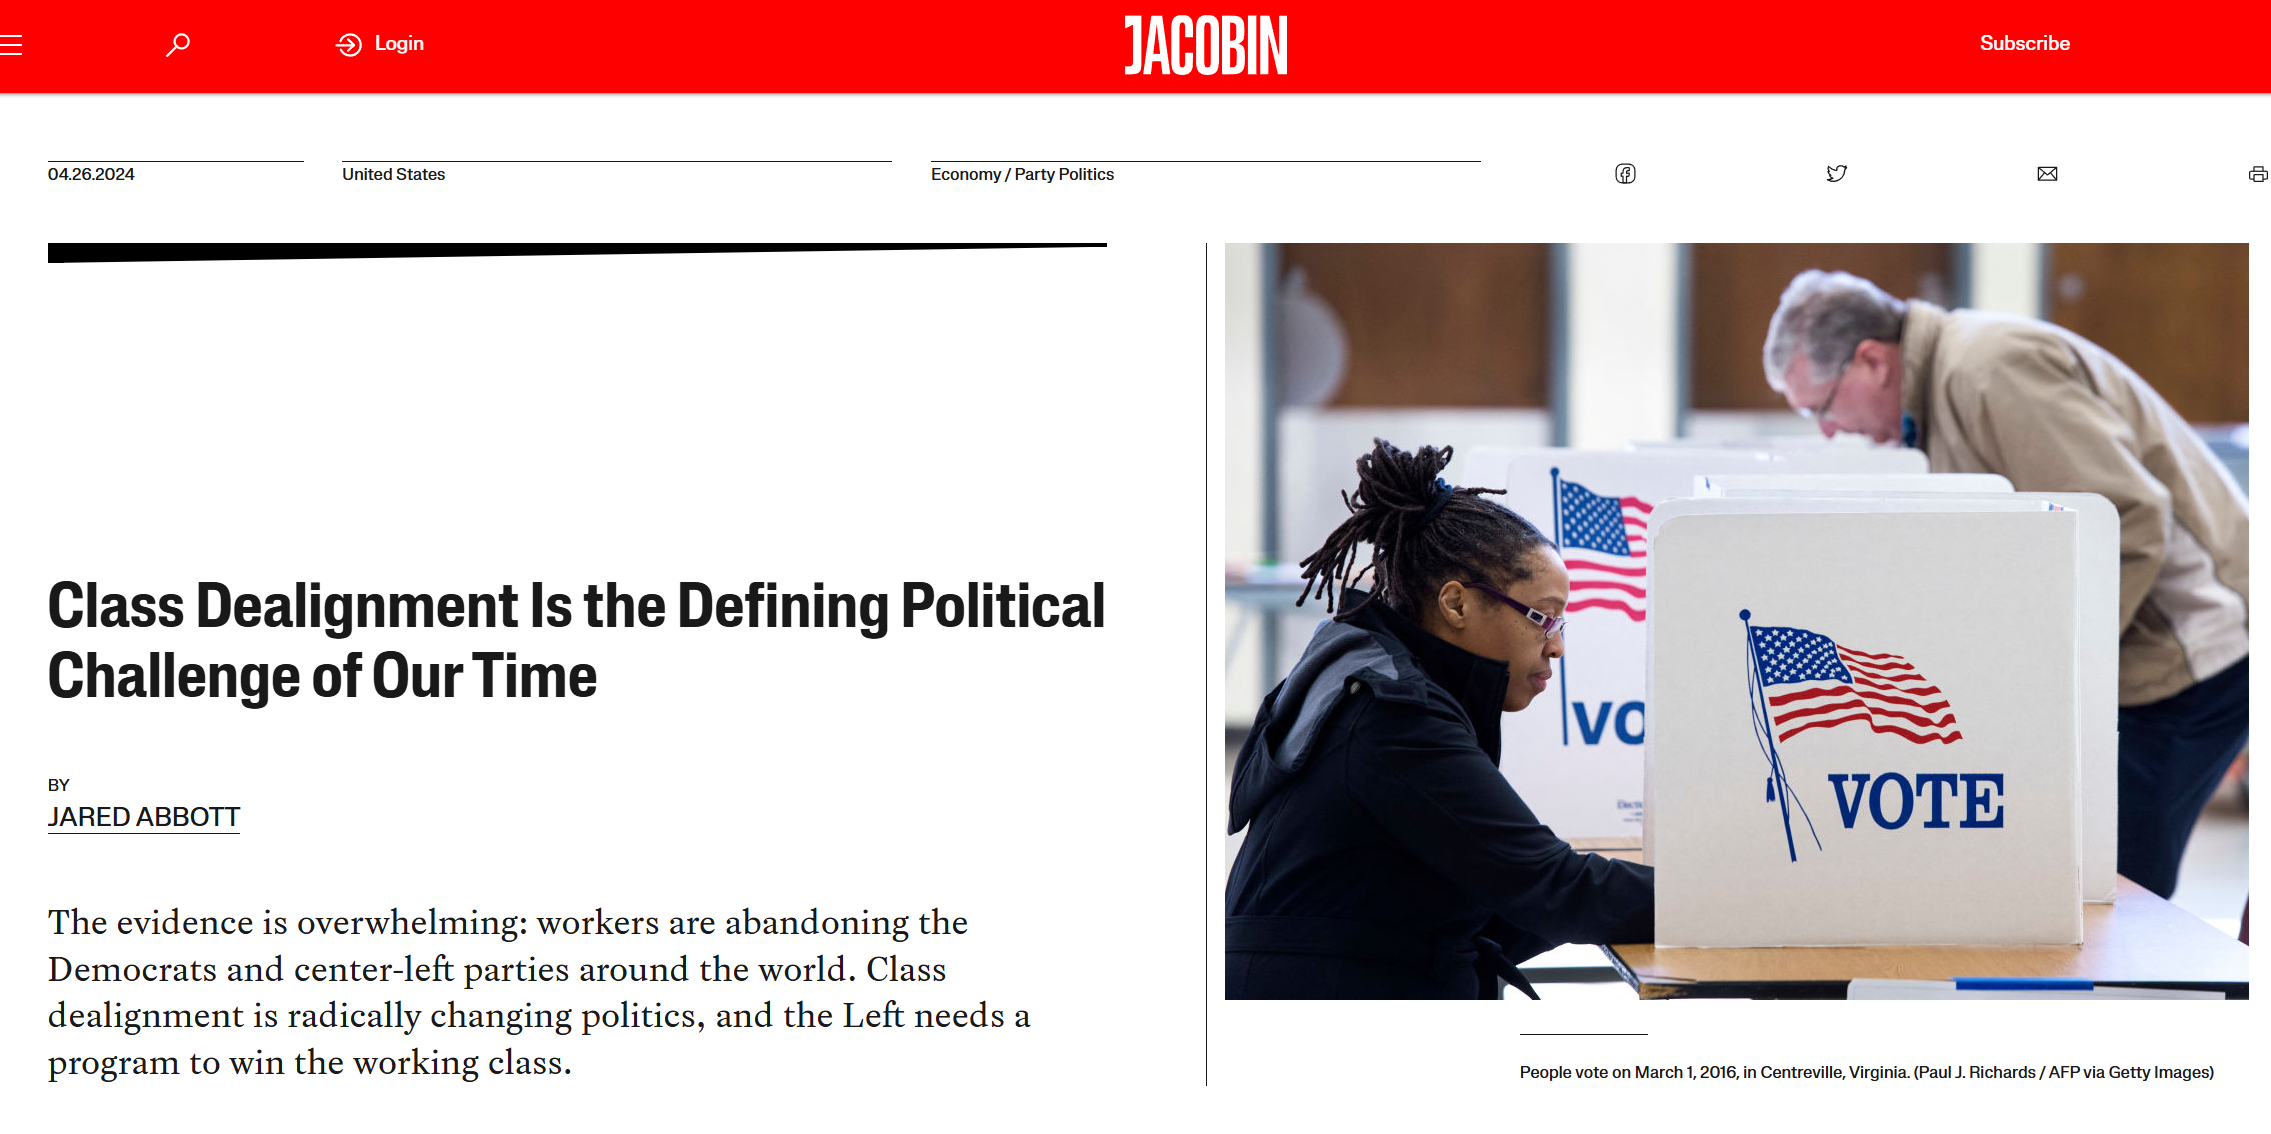 Login
JACOBIN
Subscribe
04.26.2024
United States
Economy / Party Politics
Class Dealignment Is the Defining Political
Challenge of Our Time
BY
JARED ABBOTT
The evidence is overwhelming: workers are abandoning the
Democrats and center-left parties around the world. Class
dealignment is radically changing politics, and the Left needs a
program to win the working class.
VO
VOTE
People vote on March 1, 2016, in Centreville, Virginia. (Paul J. Richards / AFP via Getty Images)